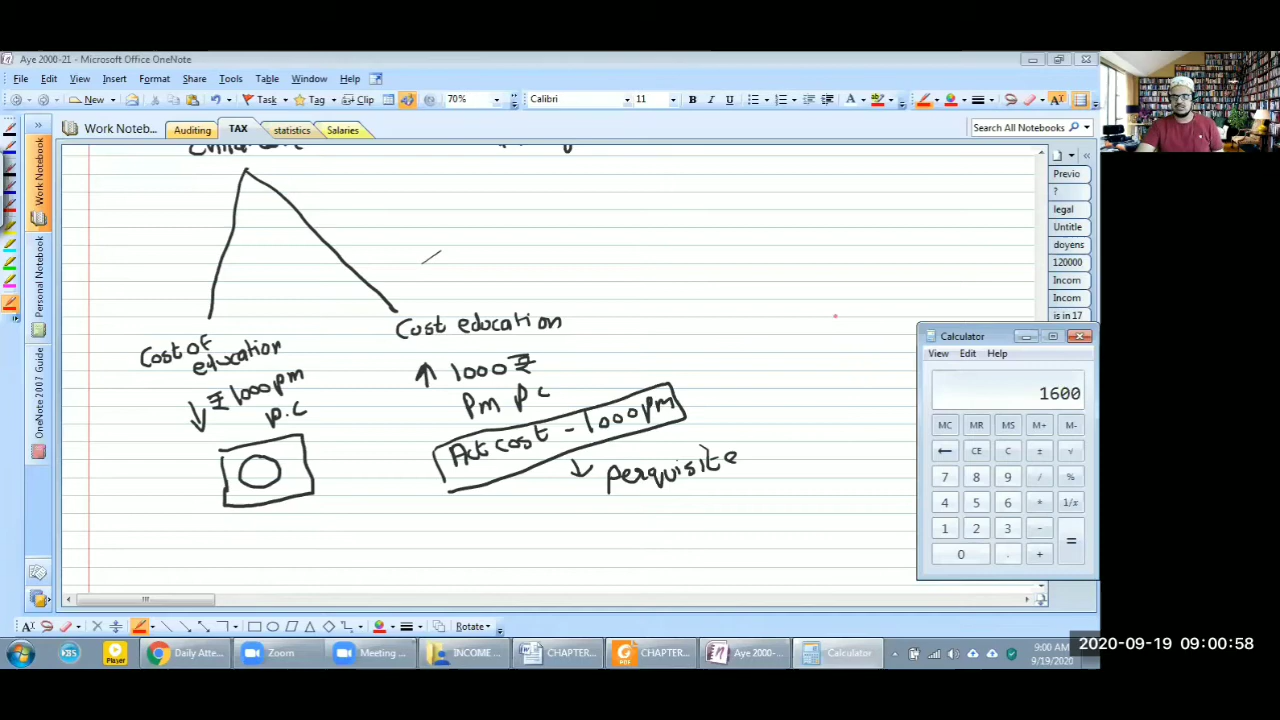 Aye 2000-21 - Microsoft Office OneNote
File Edit View Insert Format Share Tools Table Window Help
New Task Tag Clip 70% Calibri 11 B I U A A
Work Noteb... Auditing TAX statistics Salaries Search All Notebooks
Work Notebook
Personal Notebook
OneNote 2007 Guide
Previo
?
legal
Untitle
doyens
120000
Incom
Incom
is in 17
Cost of
education
₹1000pm
p.c
Cost education
1000 ₹
Pm pc
Act cost - 1000pm
perquisite
Calculator
View Edit Help
1600
MC MR MS M+ M-
← CE C ± √
7 8 9 / %
4 5 6 * 1/x
1 2 3 - =
0 . +
A Rotate
Player Daily Atte... Zoom Meeting ... INCOME ... CHAPTER... PDF CHAPTER... Aye 2000-... Calculator
9:00 AM
9/19/2020
2020-09-19 09:00:58